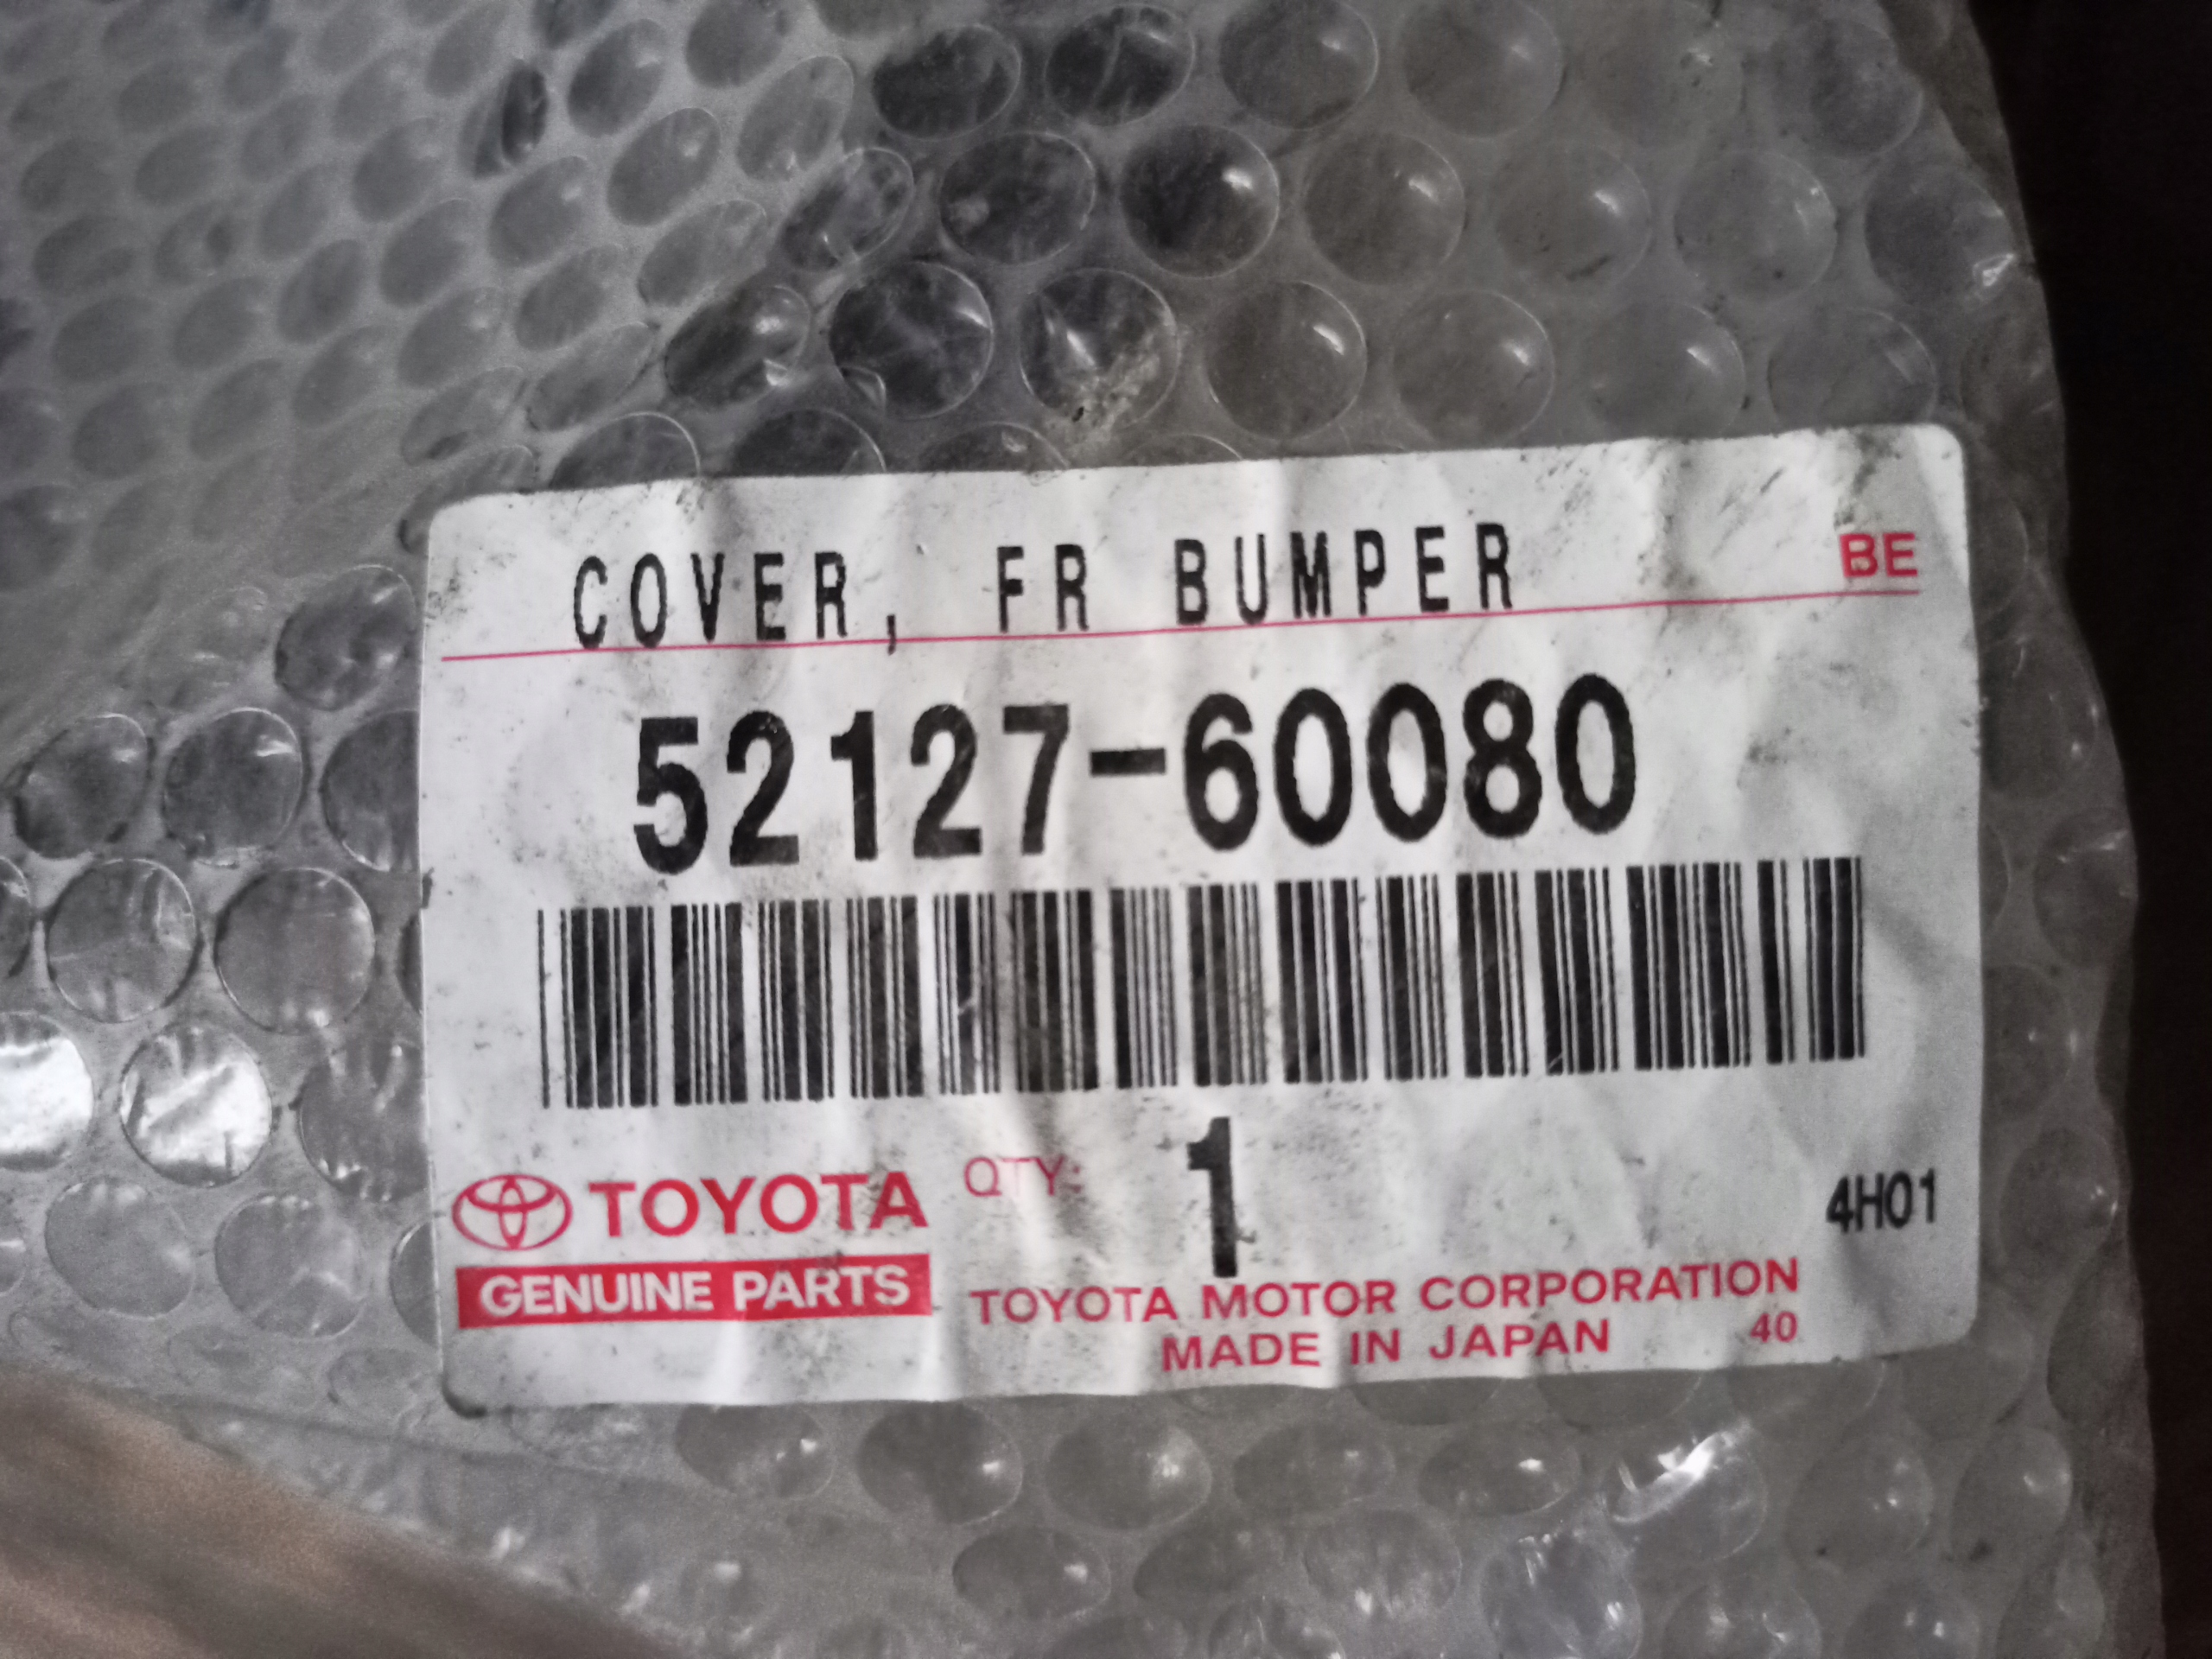 COVER, FR BUMPER BE
52127-60080
TOYOTA QTY: 1 4H01
GENUINE PARTS
TOYOTA MOTOR CORPORATION
MADE IN JAPAN 40